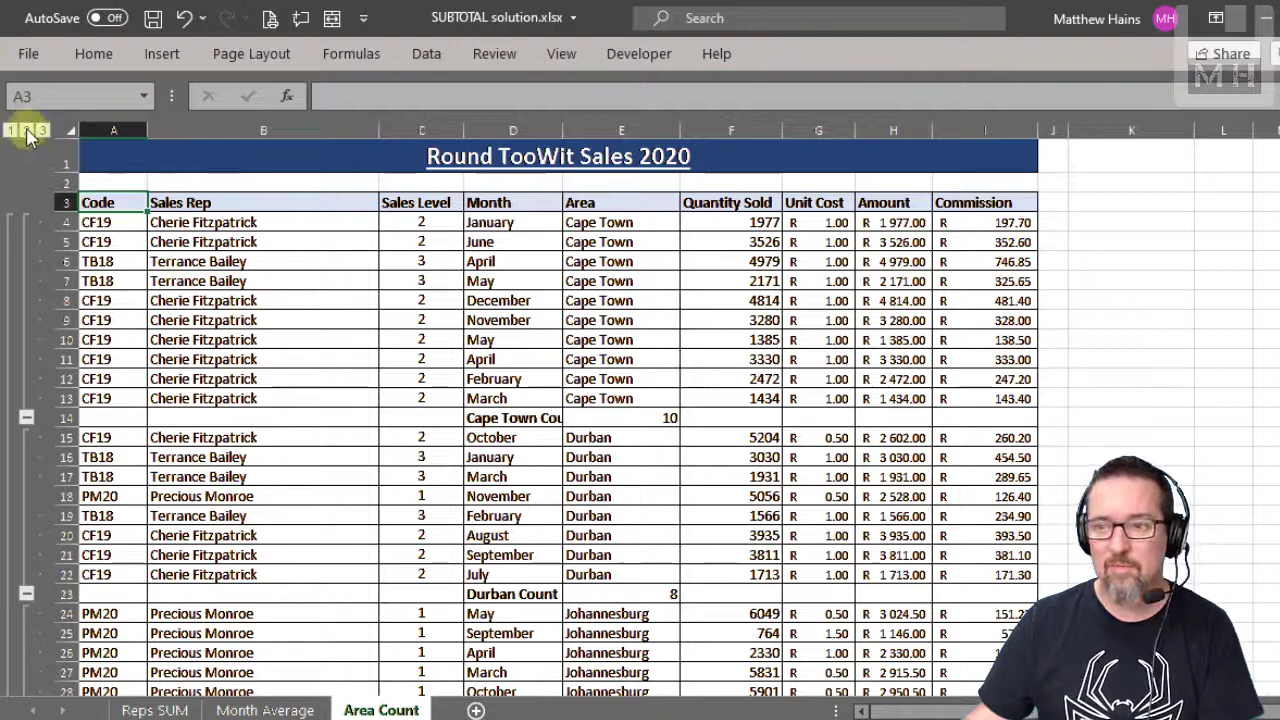 AutoSave Off SUBTOTAL solution.xlsx Search Matthew Hains MH
File Home Insert Page Layout Formulas Data Review View Developer Help Share
MH
A3 fx
1 2 3 A B C D E F G H I J K L
1 Round TooWit Sales 2020
2
3 Code Sales Rep Sales Level Month Area Quantity Sold Unit Cost Amount Commission
4 CF19 Cherie Fitzpatrick 2 January Cape Town 1977 R 1.00 R 1 977.00 R 197.70
5 CF19 Cherie Fitzpatrick 2 June Cape Town 3526 R 1.00 R 3 526.00 R 352.60
6 TB18 Terrance Bailey 3 April Cape Town 4979 R 1.00 R 4 979.00 R 746.85
7 TB18 Terrance Bailey 3 May Cape Town 2171 R 1.00 R 2 171.00 R 325.65
8 CF19 Cherie Fitzpatrick 2 December Cape Town 4814 R 1.00 R 4 814.00 R 481.40
9 CF19 Cherie Fitzpatrick 2 November Cape Town 3280 R 1.00 R 3 280.00 R 328.00
10 CF19 Cherie Fitzpatrick 2 May Cape Town 1385 R 1.00 R 1 385.00 R 138.50
11 CF19 Cherie Fitzpatrick 2 April Cape Town 3330 R 1.00 R 3 330.00 R 333.00
12 CF19 Cherie Fitzpatrick 2 February Cape Town 2472 R 1.00 R 2 472.00 R 247.20
13 CF19 Cherie Fitzpatrick 2 March Cape Town 1434 R 1.00 R 1 434.00 R 143.40
14 Cape Town Cou 10
15 CF19 Cherie Fitzpatrick 2 October Durban 5204 R 0.50 R 2 602.00 R 260.20
16 TB18 Terrance Bailey 3 January Durban 3030 R 1.00 R 3 030.00 R 454.50
17 TB18 Terrance Bailey 3 March Durban 1931 R 1.00 R 1 931.00 R 289.65
18 PM20 Precious Monroe 1 November Durban 5056 R 0.50 R 2 528.00 R 126.40
19 TB18 Terrance Bailey 3 February Durban 1566 R 1.00 R 1 566.00 R 234.90
20 CF19 Cherie Fitzpatrick 2 August Durban 3935 R 1.00 R 3 935.00 R 393.50
21 CF19 Cherie Fitzpatrick 2 September Durban 3811 R 1.00 R 3 811.00 R 381.10
22 CF19 Cherie Fitzpatrick 2 July Durban 1713 R 1.00 R 1 713.00 R 171.30
23 Durban Count 8
24 PM20 Precious Monroe 1 May Johannesburg 6049 R 0.50 R 3 024.50 R
25 PM20 Precious Monroe 1 September Johannesburg 764 R 1.50 R 1 146.00 R
26 PM20 Precious Monroe 1 April Johannesburg 2330 R 1.00 R 2 330.00 R
27 PM20 Precious Monroe 1 March Johannesburg 5831 R 0.50 R 2 915.50 R
28 PM20 Precious Monroe 1 October Johannesburg 5901 R 0.50 R 2 950.50 R
Reps SUM Month Average Area Count